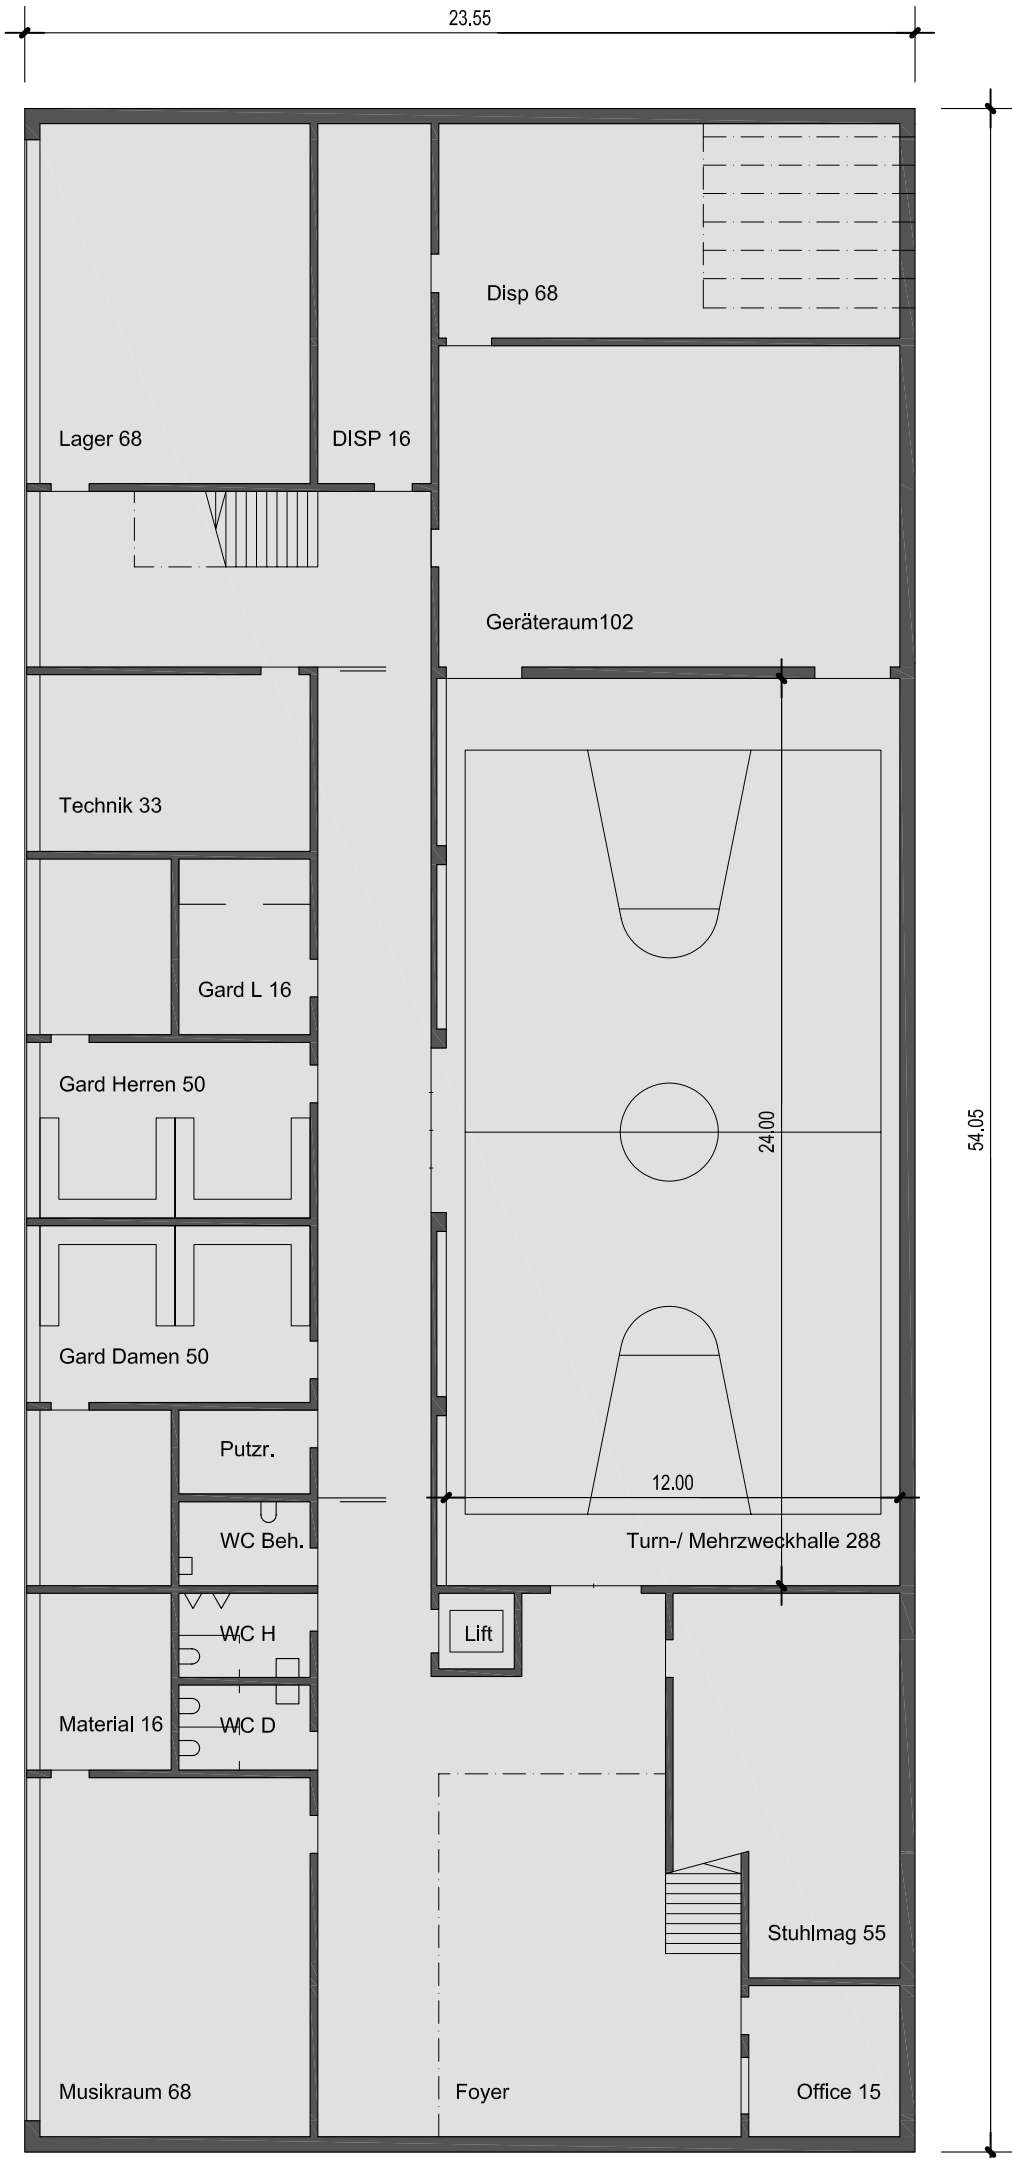 23.55
Disp 68
Lager 68
DISP 16
Geräteraum102
Technik 33
Gard L 16
Gard Herren 50
24.00
54.05
Gard Damen 50
Putzr.
12.00
WC Beh.
Turn-/ Mehrzweckhalle 288
WC H
Lift
Material 16
WC D
Stuhlmag 55
Musikraum 68
Foyer
Office 15